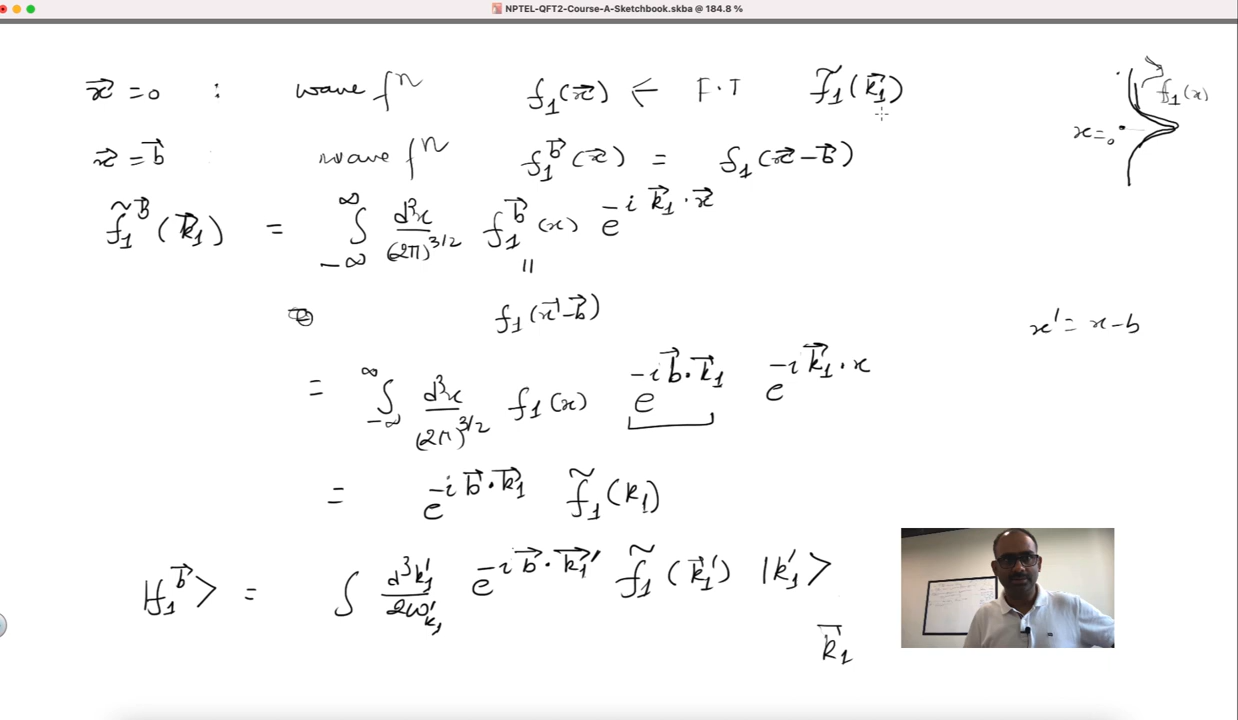 NPTEL-QFT2-Course-A-Sketchbook.skba @ 184.8 %
x⃗ = 0 : wave fⁿ f₁(x⃗) ← F.T f̃₁(k⃗₁)
f₁(x)
x=0
x⃗ = b⃗ wave fⁿ f₁^b⃗(x⃗) = f₁(x⃗-b⃗)
f̃₁^b⃗(k⃗₁) = ∫_{-∞}^{∞} d³x/(2π)^{3/2} f₁^b⃗(x) e^{-i k⃗₁·x⃗}
||
f₁(x⃗-b⃗)
x' = x-b
= ∫_{-∞}^{∞} d³x/(2π)^{3/2} f₁(x) e^{-i b⃗·k⃗₁} e^{-i k⃗₁·x}
= e^{-i b⃗·k⃗₁} f̃₁(k₁)
|f₁^b⃗> = ∫ d³k₁'/2ω_{k₁}' e^{-i b⃗·k⃗₁'} f̃₁(k⃗₁') |k₁'>
k⃗₁